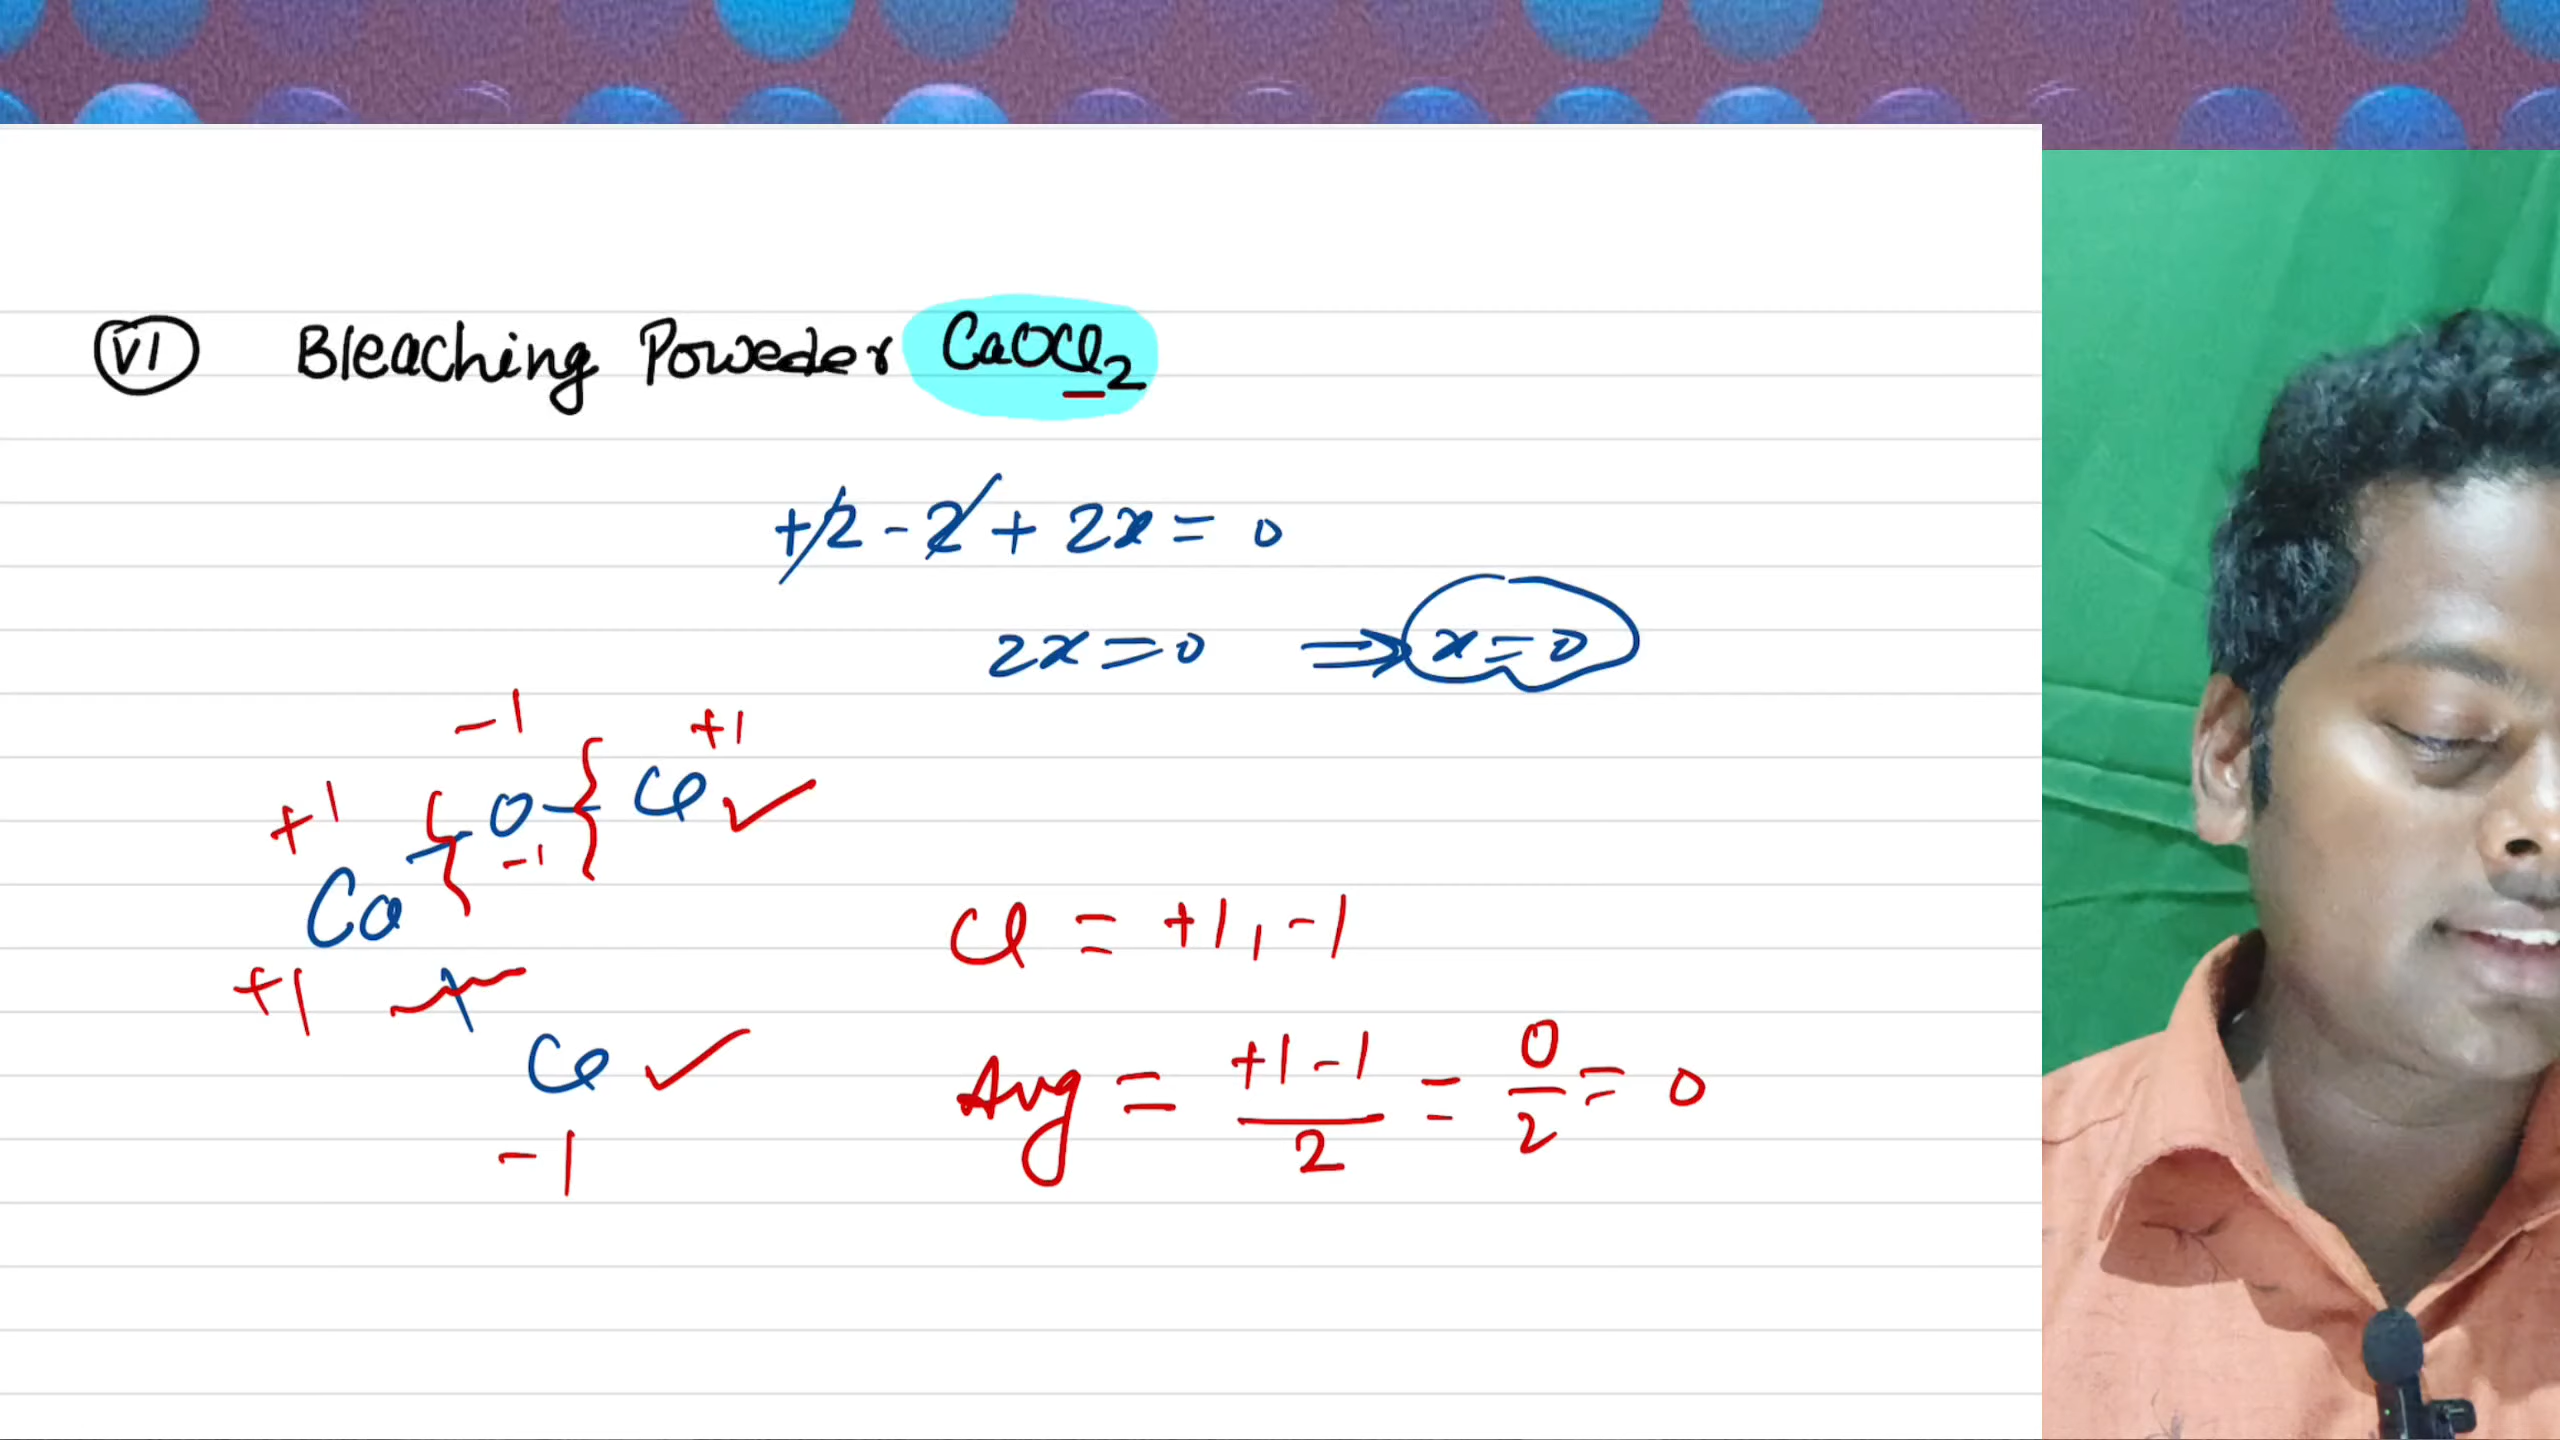 VI Bleaching Poweder CaOCl2
+2 - 2 + 2x = 0
2x = 0 ⇒ x = 0
-1 +1
+1 O Cl ✓
-1
Ca
Cl = +1, -1
+1
Cl ✓
Avg = +1-1/2 = 0/2 = 0
-1